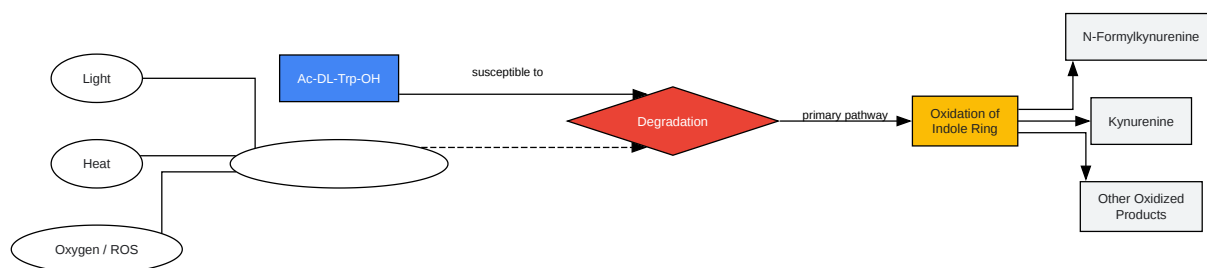 Light
Heat
Oxygen / ROS
Ac-DL-Trp-OH
susceptible to
Degradation
primary pathway
Oxidation of
Indole Ring
N-Formylkynurenine
Kynurenine
Other Oxidized
Products